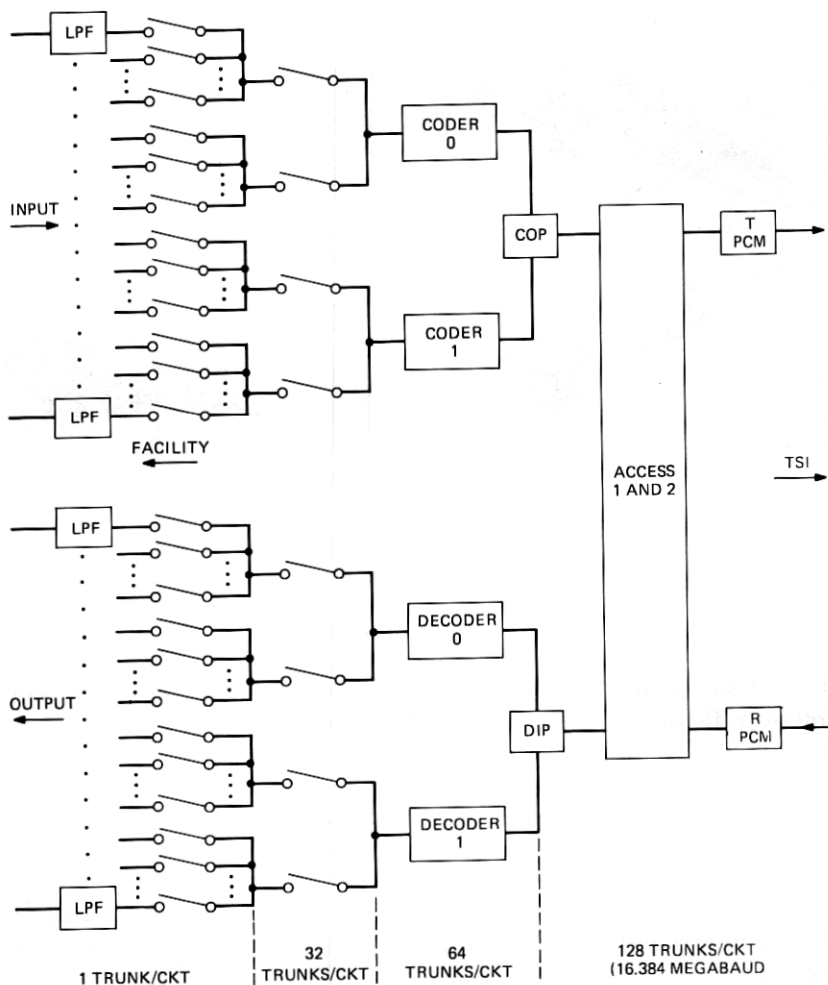 LPF
CODER
0
INPUT
COP
T
PCM
CODER
1
LPF
FACILITY
ACCESS
1 AND 2
TSI
LPF
DECODER
0
OUTPUT
DIP
R
PCM
DECODER
1
LPF
1 TRUNK/CKT
32
TRUNKS/CKT
64
TRUNKS/CKT
128 TRUNKS/CKT
(16.384 MEGABAUD